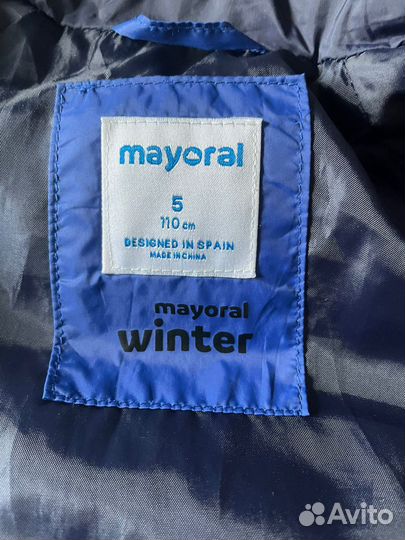 mayoral
5
110 cm
DESIGNED IN SPAIN
MADE IN CHINA
mayoral
winter
Avito